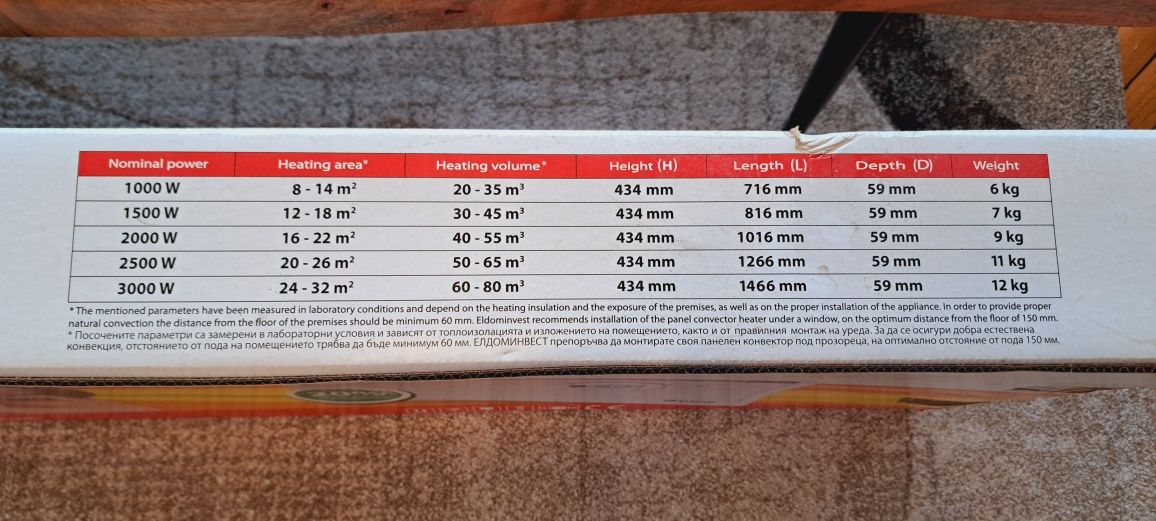 Nominal power Heating area* Heating volume* Height (H) Length (L) Depth (D) Weight
1000 W 8 - 14 m² 20 - 35 m³ 434 mm 716 mm 59 mm 6 kg
1500 W 12 - 18 m² 30 - 45 m³ 434 mm 816 mm 59 mm 7 kg
2000 W 16 - 22 m² 40 - 55 m³ 434 mm 1016 mm 59 mm 9 kg
2500 W 20 - 26 m² 50 - 65 m³ 434 mm 1266 mm 59 mm 11 kg
3000 W 24 - 32 m² 60 - 80 m³ 434 mm 1466 mm 59 mm 12 kg
* The mentioned parameters have been measured in laboratory conditions and depend on the heating insulation and the exposure of the premises, as well as on the proper installation of the appliance. In order to provide proper
natural convection the distance from the floor of the premises should be minimum 60 mm. Eldominvest recommends installation of the panel convector heater under a window, on the optimum distance from the floor of 150 mm.
* Посочените параметри са замерени в лабораторни условия и зависят от топлоизолацията и изложението на помещението, както и от правилния монтаж на уреда. За да се осигури добра естествена
конвекция, отстоянието от пода на помещението трябва да бъде минимум 60 мм. ЕЛДОМИНВЕСТ препоръчва да монтирате своя панелен конвектор под прозореца, на оптимално отстояние от пода 150 мм.